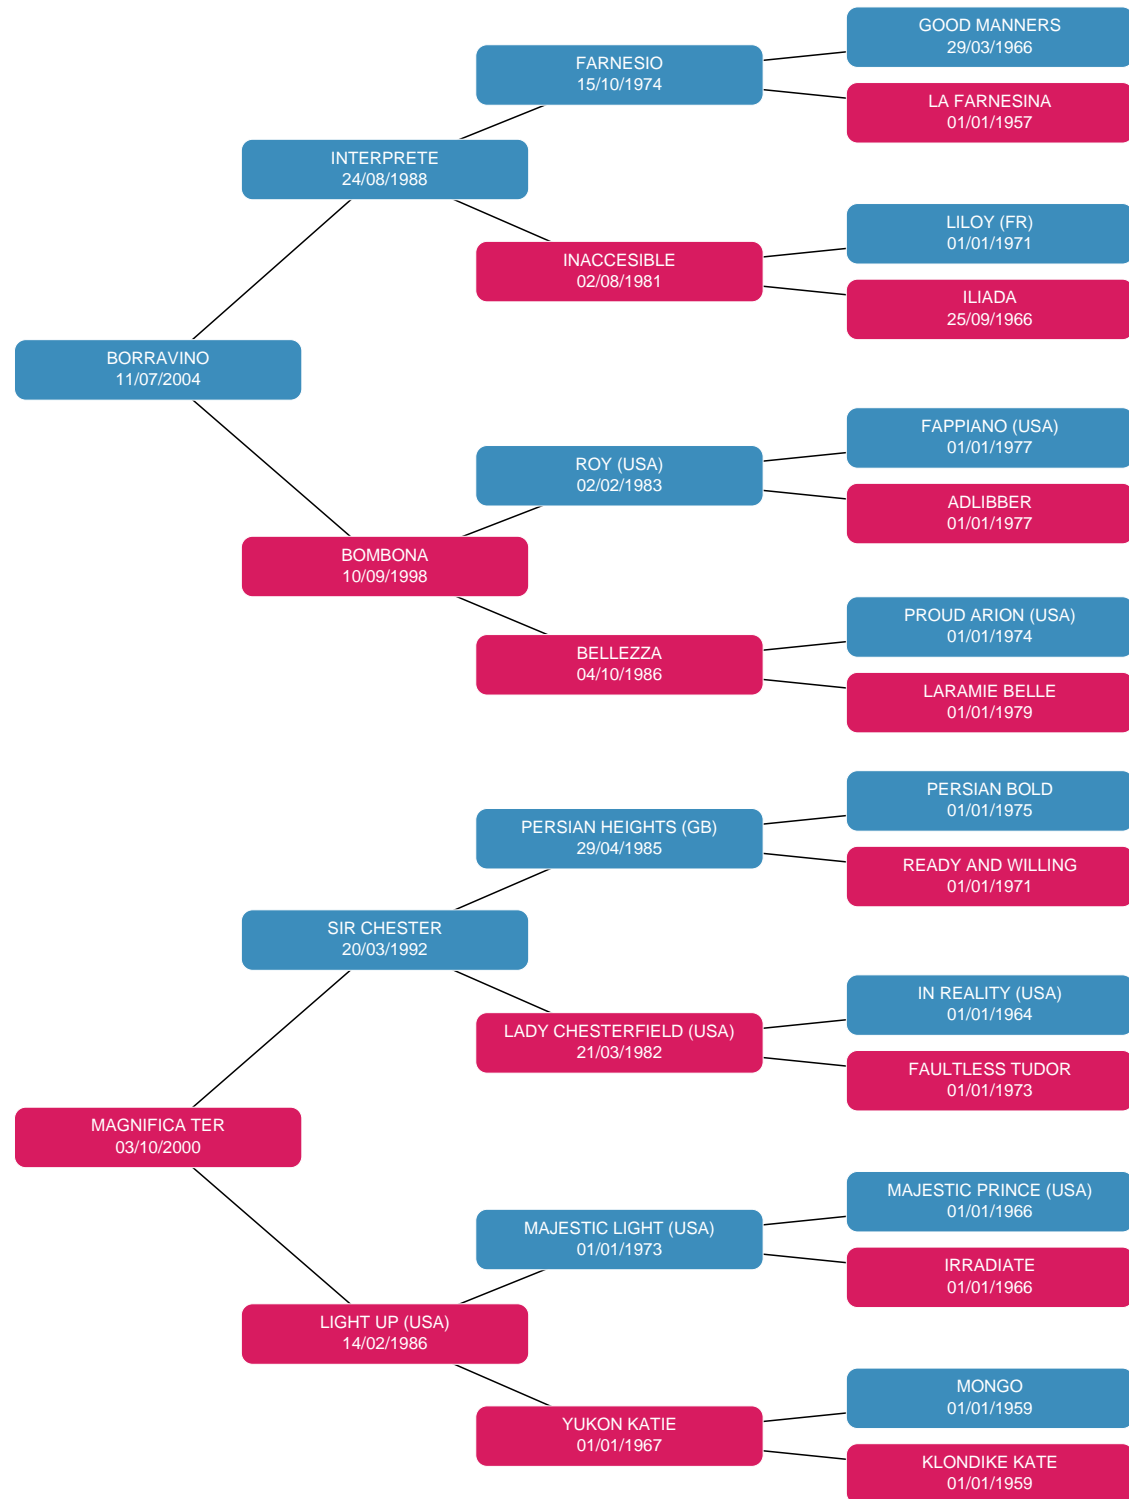 GOOD MANNERS
29/03/1966
FARNESIO
15/10/1974
LA FARNESINA
01/01/1957
INTERPRETE
24/08/1988
LILOY (FR)
01/01/1971
INACCESIBLE
02/08/1981
ILIADA
25/09/1966
BORRAVINO
11/07/2004
FAPPIANO (USA)
01/01/1977
ROY (USA)
02/02/1983
ADLIBBER
01/01/1977
BOMBONA
10/09/1998
PROUD ARION (USA)
01/01/1974
BELLEZZA
04/10/1986
LARAMIE BELLE
01/01/1979
PERSIAN BOLD
01/01/1975
PERSIAN HEIGHTS (GB)
29/04/1985
READY AND WILLING
01/01/1971
SIR CHESTER
20/03/1992
IN REALITY (USA)
01/01/1964
LADY CHESTERFIELD (USA)
21/03/1982
FAULTLESS TUDOR
01/01/1973
MAGNIFICA TER
03/10/2000
MAJESTIC PRINCE (USA)
01/01/1966
MAJESTIC LIGHT (USA)
01/01/1973
IRRADIATE
01/01/1966
LIGHT UP (USA)
14/02/1986
MONGO
01/01/1959
YUKON KATIE
01/01/1967
KLONDIKE KATE
01/01/1959